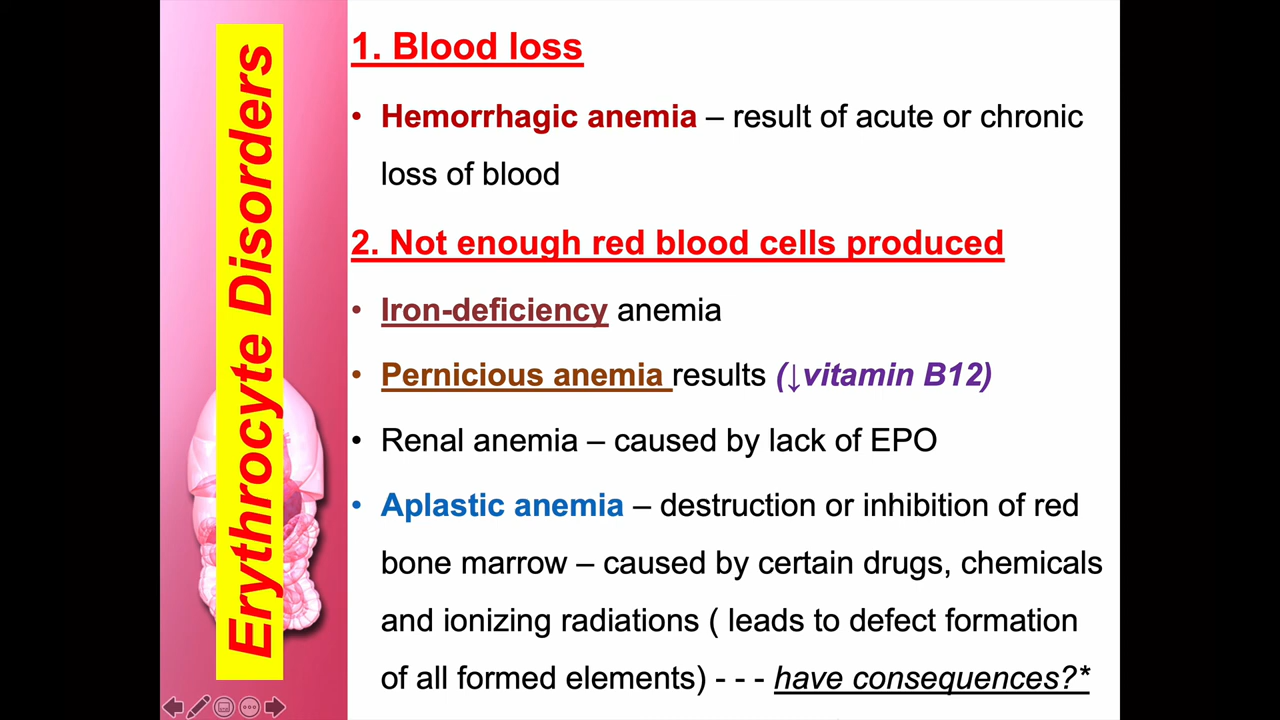 Erythrocyte Disorders
1. Blood loss
• Hemorrhagic anemia – result of acute or chronic
loss of blood
2. Not enough red blood cells produced
• Iron-deficiency anemia
• Pernicious anemia results (↓vitamin B12)
• Renal anemia – caused by lack of EPO
• Aplastic anemia – destruction or inhibition of red
bone marrow – caused by certain drugs, chemicals
and ionizing radiations ( leads to defect formation
of all formed elements) - - - have consequences?*